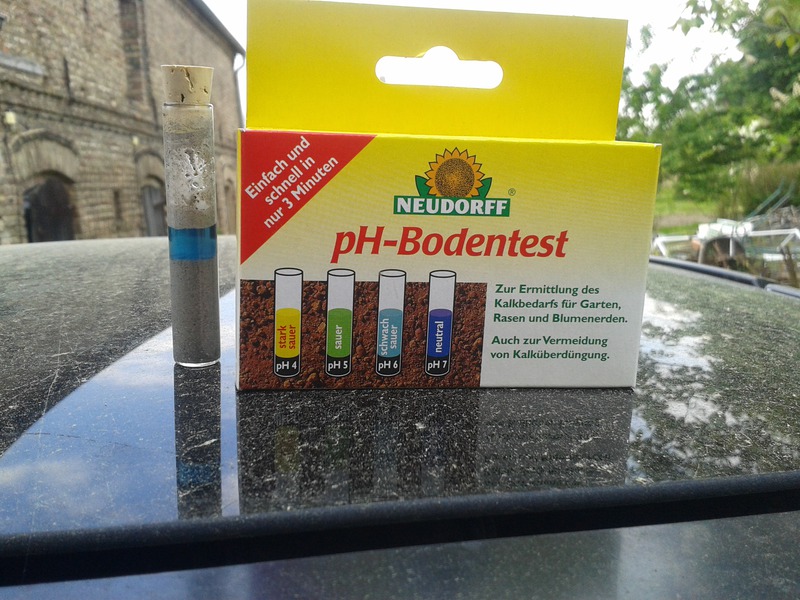 Einfach und
schnell in
nur 3 Minuten
NEUDORFF®
pH-Bodentest
stark
sauer
pH 4
sauer
pH 5
schwach
sauer
pH 6
neutral
pH 7
Zur Ermittlung des
Kalkbedarfs für Garten,
Rasen und Blumenerden.
Auch zur Vermeidung
von Kalküberdüngung.